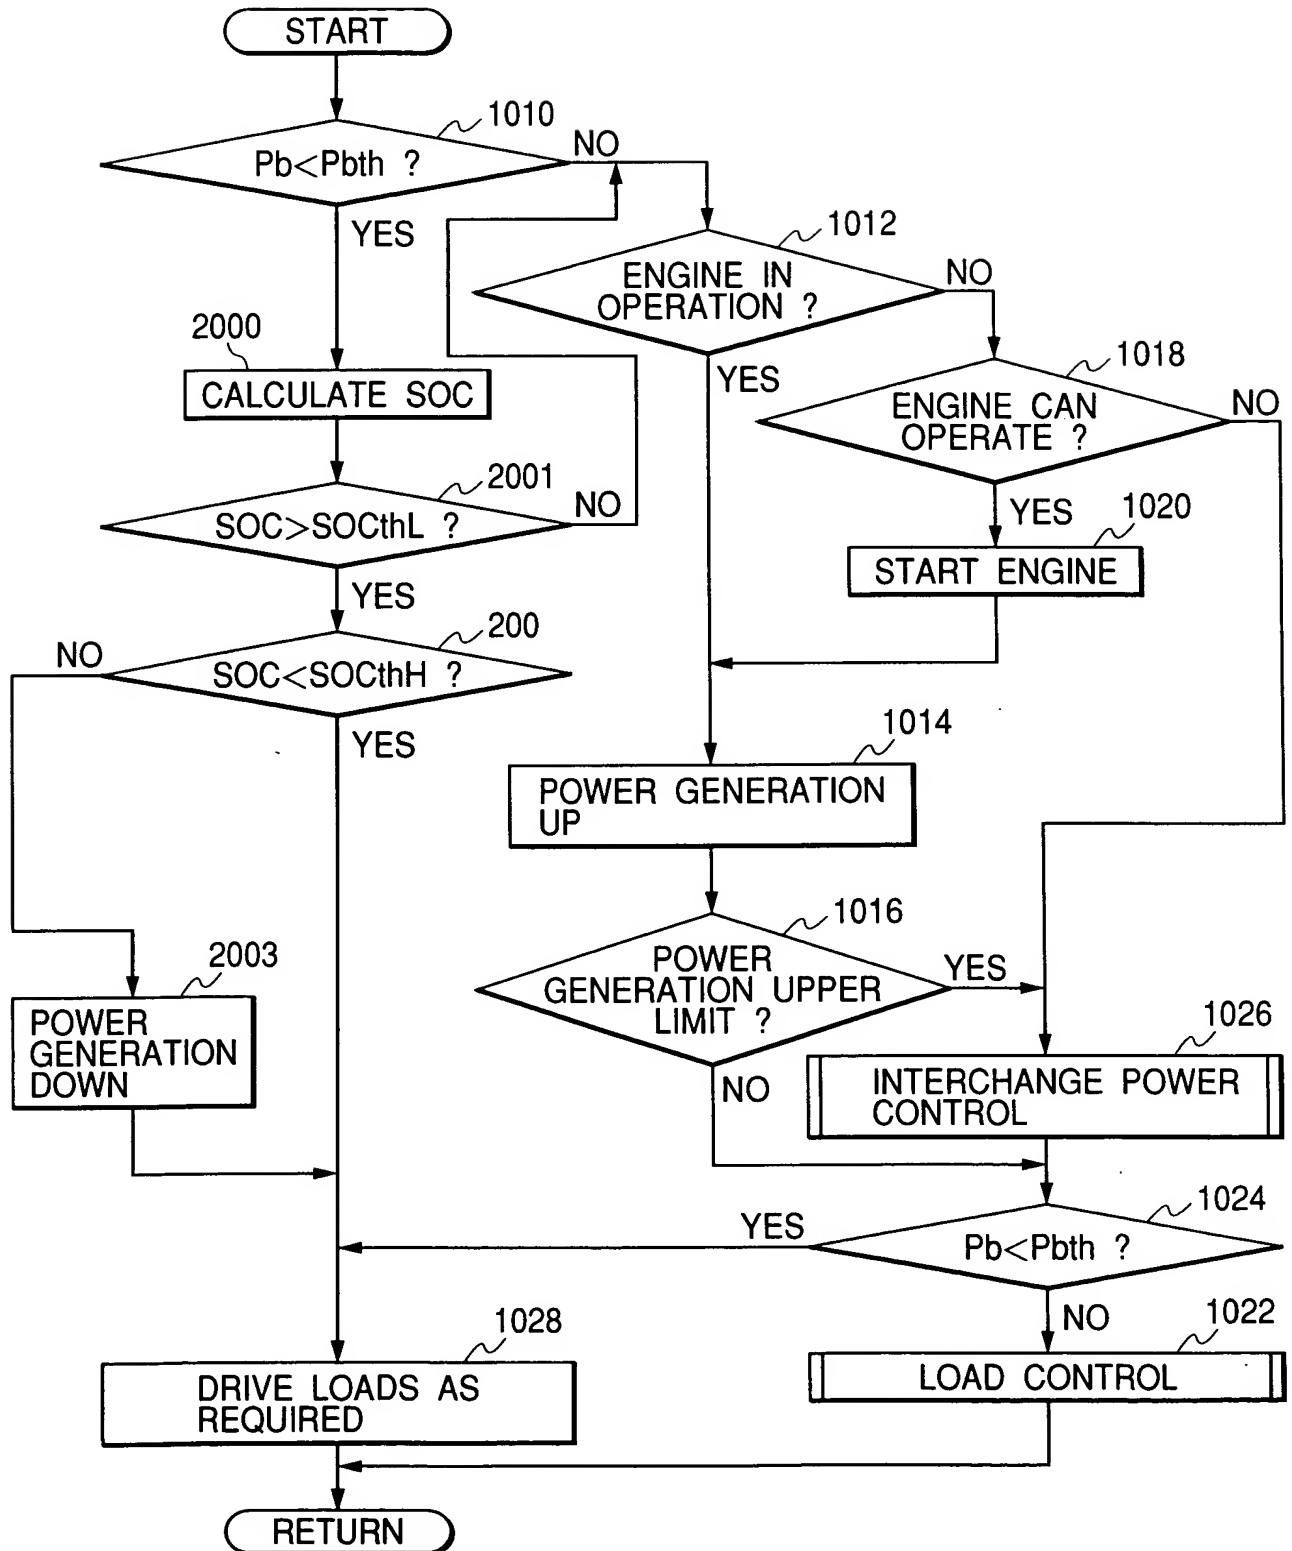 START
1010
Pb<Pbth ?
NO
YES
1012
ENGINE IN
OPERATION ?
NO
YES
2000
CALCULATE SOC
1018
ENGINE CAN
OPERATE ?
NO
YES
2001
SOC>SOCthL ?
NO
YES
1020
START ENGINE
200
SOC<SOCthH ?
NO
YES
1014
POWER GENERATION
UP
1016
POWER
GENERATION UPPER
LIMIT ?
YES
NO
2003
POWER
GENERATION
DOWN
1026
INTERCHANGE POWER
CONTROL
1024
Pb<Pbth ?
YES
NO
1022
LOAD CONTROL
1028
DRIVE LOADS AS
REQUIRED
RETURN